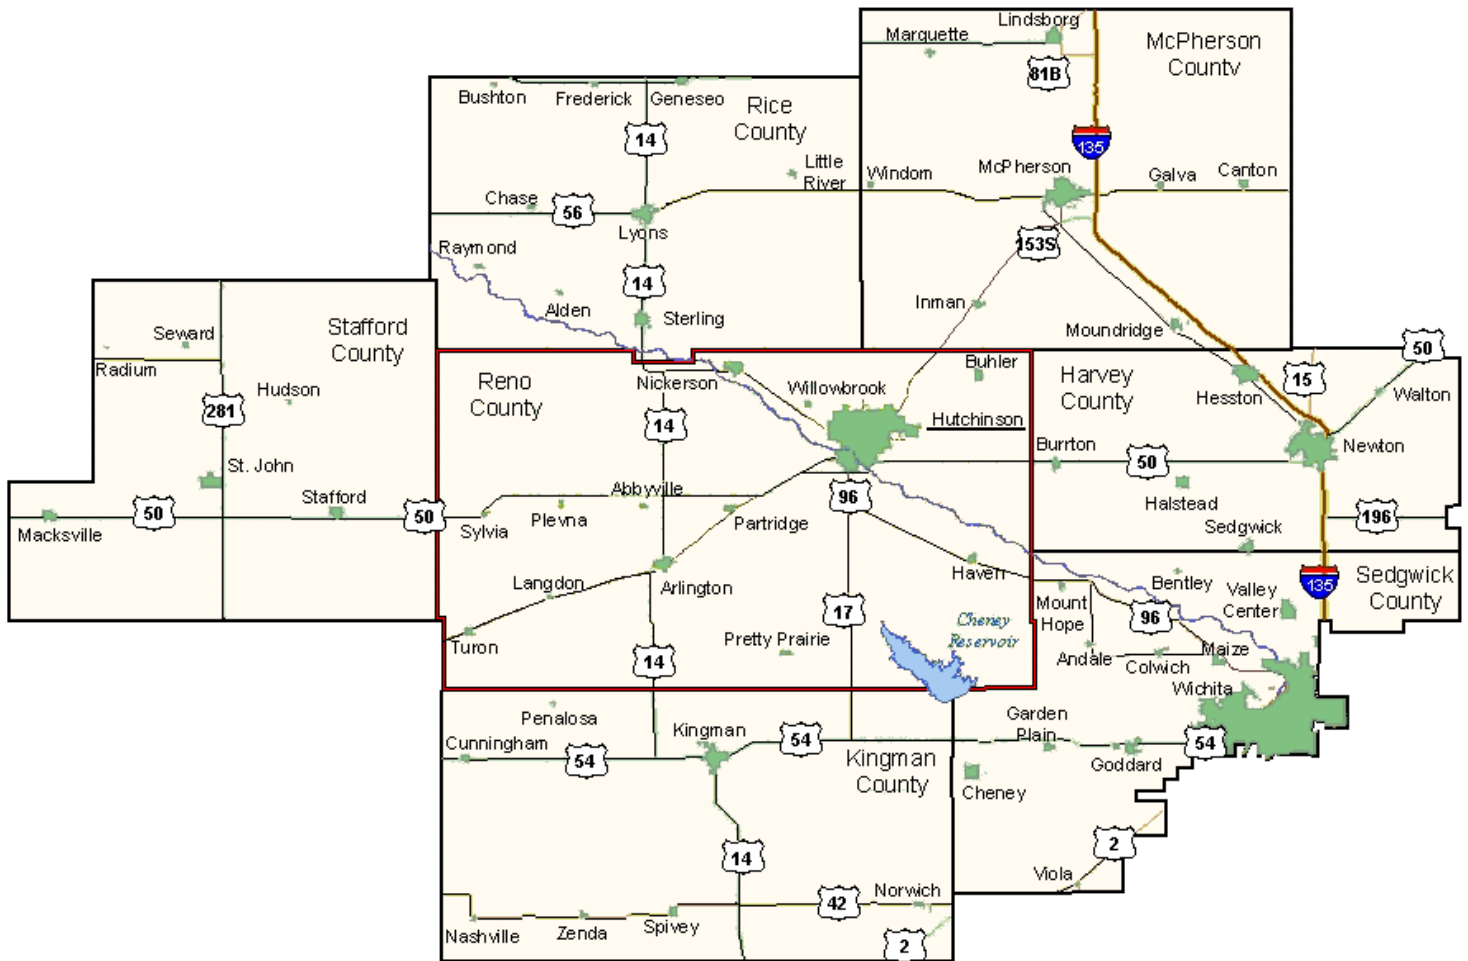 Lindsborg
Marquette
McPherson
County
81B
Bushton
Frederick
Geneseo
Rice
County
14
135
Little
River
Windom
McPherson
Galva
Canton
Chase
56
Lyons
153S
Raymond
14
Alden
Sterling
Inman
Moundridge
Seward
Radium
Stafford
County
Hudson
281
St. John
Stafford
50
50
Macksville
Reno
County
Nickerson
Willowbrook
Buhler
Hutchinson
14
Harvey
County
15
50
Hesston
Walton
Burrton
50
Newton
Halstead
Sedgwick
196
Abbyville
Sylvia
Plevna
Partridge
96
Langdon
Arlington
Haven
Turon
17
Cheney
Reservoir
Pretty Prairie
14
Mount
Hope
Bentley
Valley
Center
135
Sedgwick
County
96
Andale
Colwich
Maize
Wichita
Penalosa
Kingman
Cunningham
54
54
Kingman
County
Garden
Plain
Goddard
54
Cheney
14
2
Viola
42
Norwich
Nashville
Zenda
Spivey
2